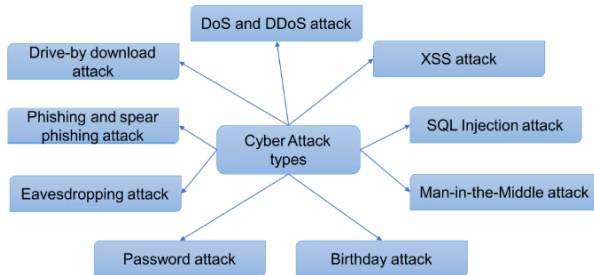 DoS and DDoS attack
Drive-by download
attack
XSS attack
Phishing and spear
phishing attack
Cyber Attack
types
SQL Injection attack
Eavesdropping attack
Man-in-the-Middle attack
Password attack
Birthday attack